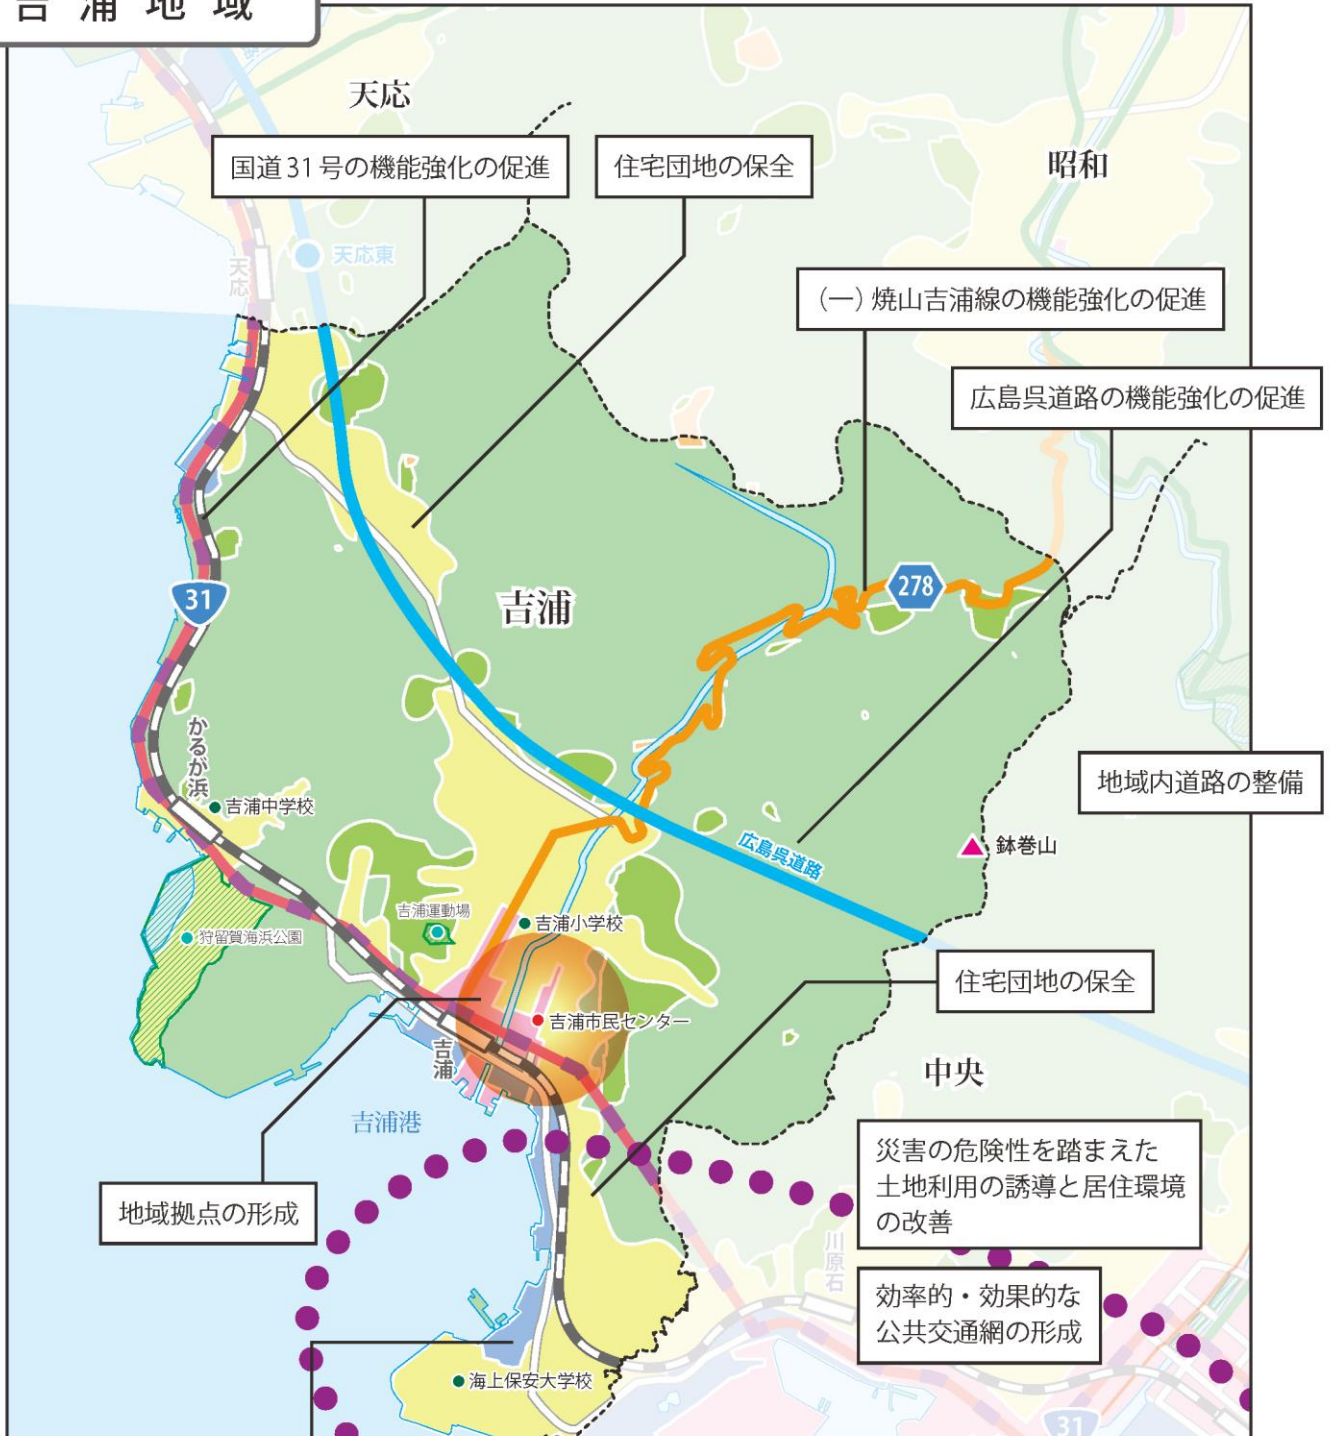 吉浦地域
天応
国道31号の機能強化の促進
住宅団地の保全
昭和
天応東
天応
(一)焼山吉浦線の機能強化の促進
広島呉道路の機能強化の促進
278
31
吉浦
かるが浜
吉浦中学校
地域内道路の整備
広島呉道路
鉢巻山
吉浦運動場
吉浦小学校
狩留賀海浜公園
住宅団地の保全
吉浦市民センター
吉浦
中央
吉浦港
災害の危険性を踏まえた
土地利用の誘導と居住環境
の改善
地域拠点の形成
川原石
効率的・効果的な
公共交通網の形成
海上保安大学校
31